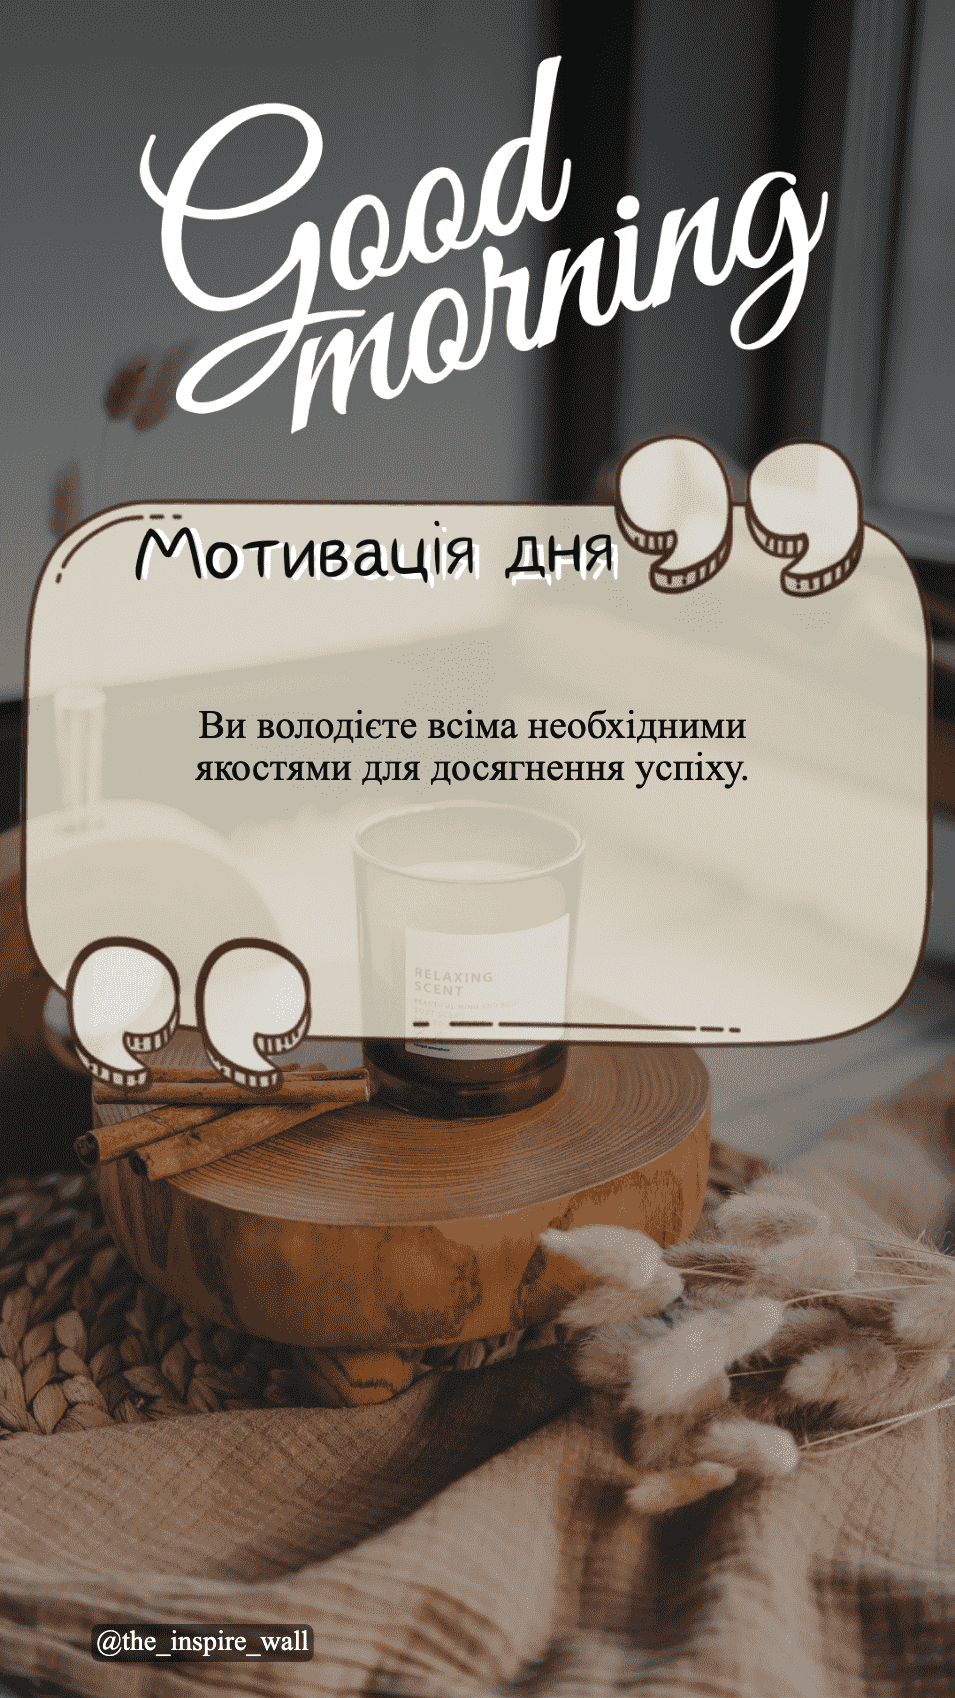 Good
morning
Мотивація дня
Ви володієте всіма необхідними
якостями для досягнення успіху.
RELAXING
SCENT
@the_inspire_wall